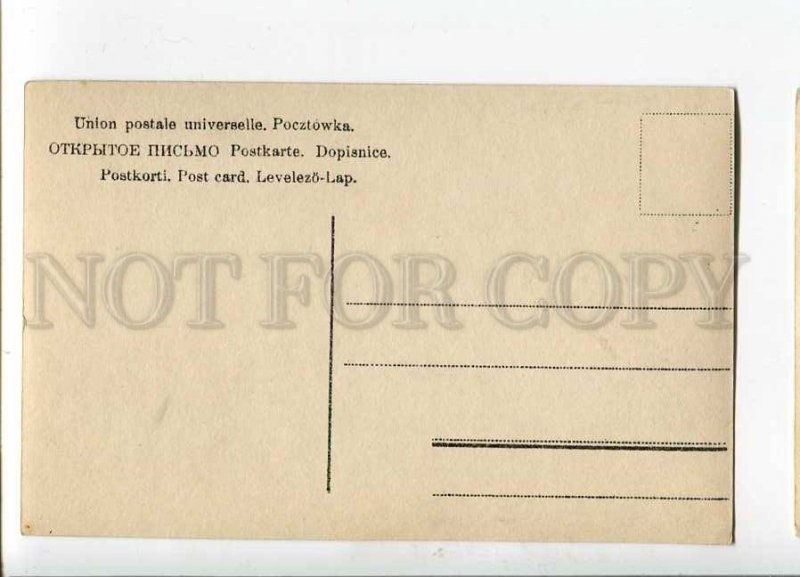 Union postale universelle. Pocztówka.
ОТКРЫТОЕ ПИСЬМО Postkarte. Dopisnice.
Postkorti. Post card. Levelező-Lap.
NOT FOR COPY